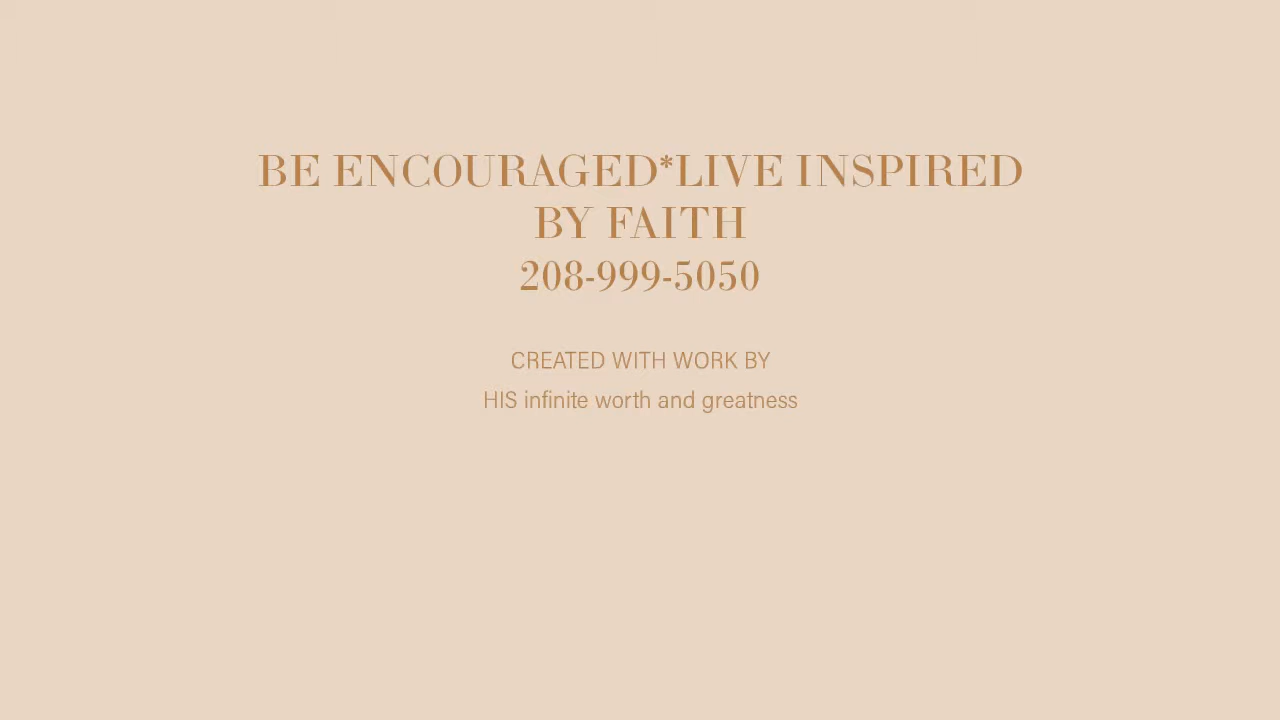 BE ENCOURAGED*LIVE INSPIRED
BY FAITH
208-999-5050
CREATED WITH WORK BY
HIS infinite worth and greatness